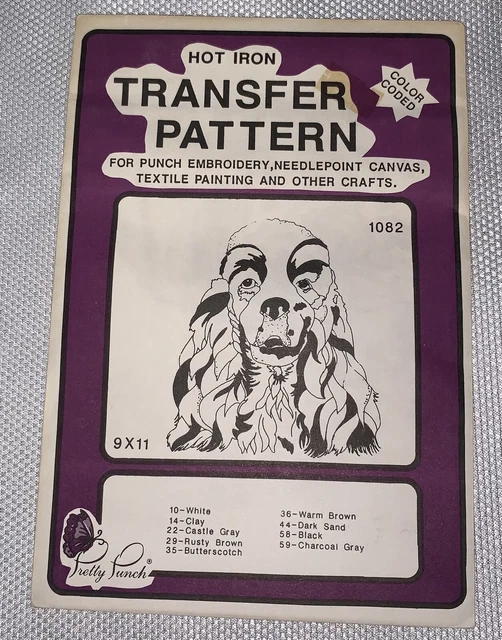 HOT IRON
TRANSFER
PATTERN
COLOR
CODED
FOR PUNCH EMBROIDERY,NEEDLEPOINT CANVAS,
TEXTILE PAINTING AND OTHER CRAFTS.
1082
9X11
10-White
14-Clay
22-Castle Gray
29-Rusty Brown
35-Butterscotch
36-Warm Brown
44-Dark Sand
58-Black
59-Charcoal Gray
Pretty Punch®